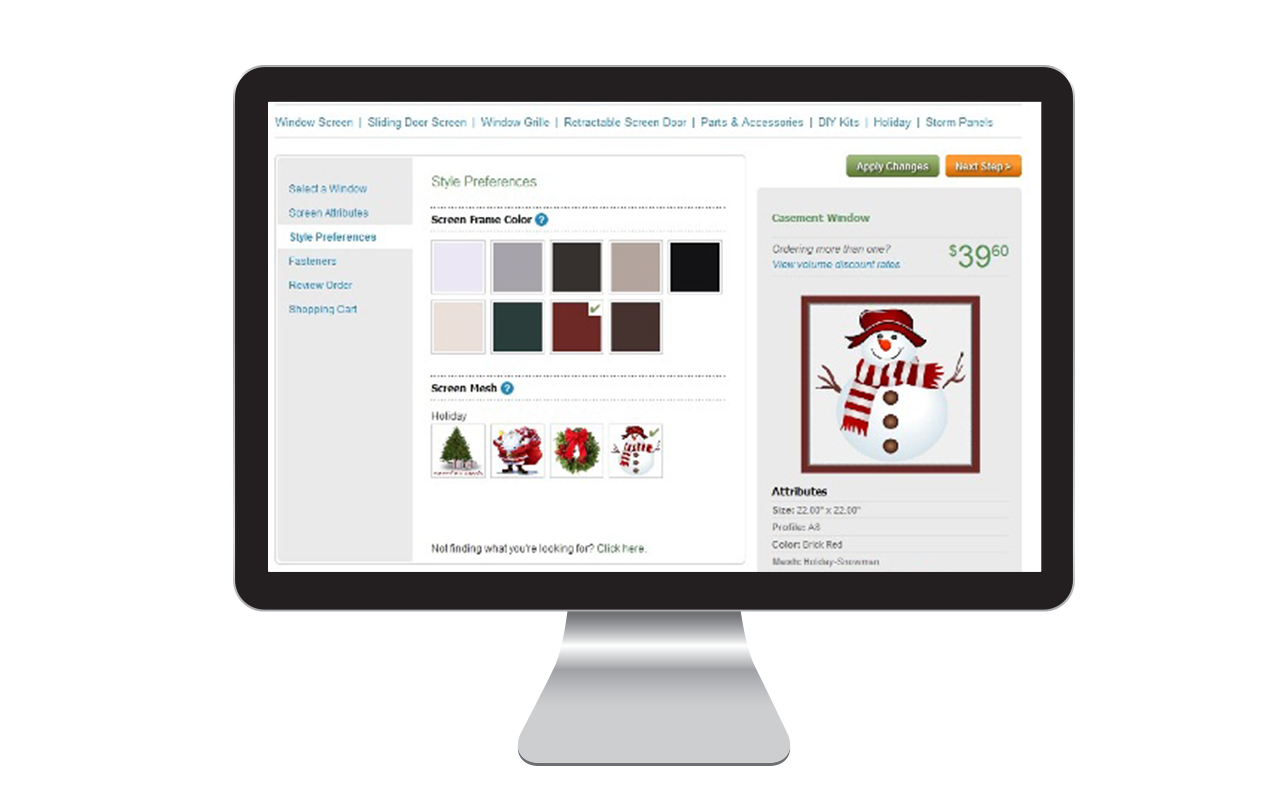 Window Screen | Sliding Door Screen | Window Grille | Retractable Screen Door | Parts & Accessories | DIY Kits | Holiday | Storm Panels
Apply Changes
Next Step >
Select a Window
Screen Attributes
Style Preferences
Fasteners
Review Order
Shopping Cart
Style Preferences
Screen Frame Color ?
Screen Mesh ?
Holiday
Not finding what you're looking for? Click here.
Casement Window
Ordering more than one?
View volume discount rates
$39.60
Attributes
Size: 22.00" x 22.00"
Profile: A8
Color: Brick Red
Mesh: Holiday-Snowman